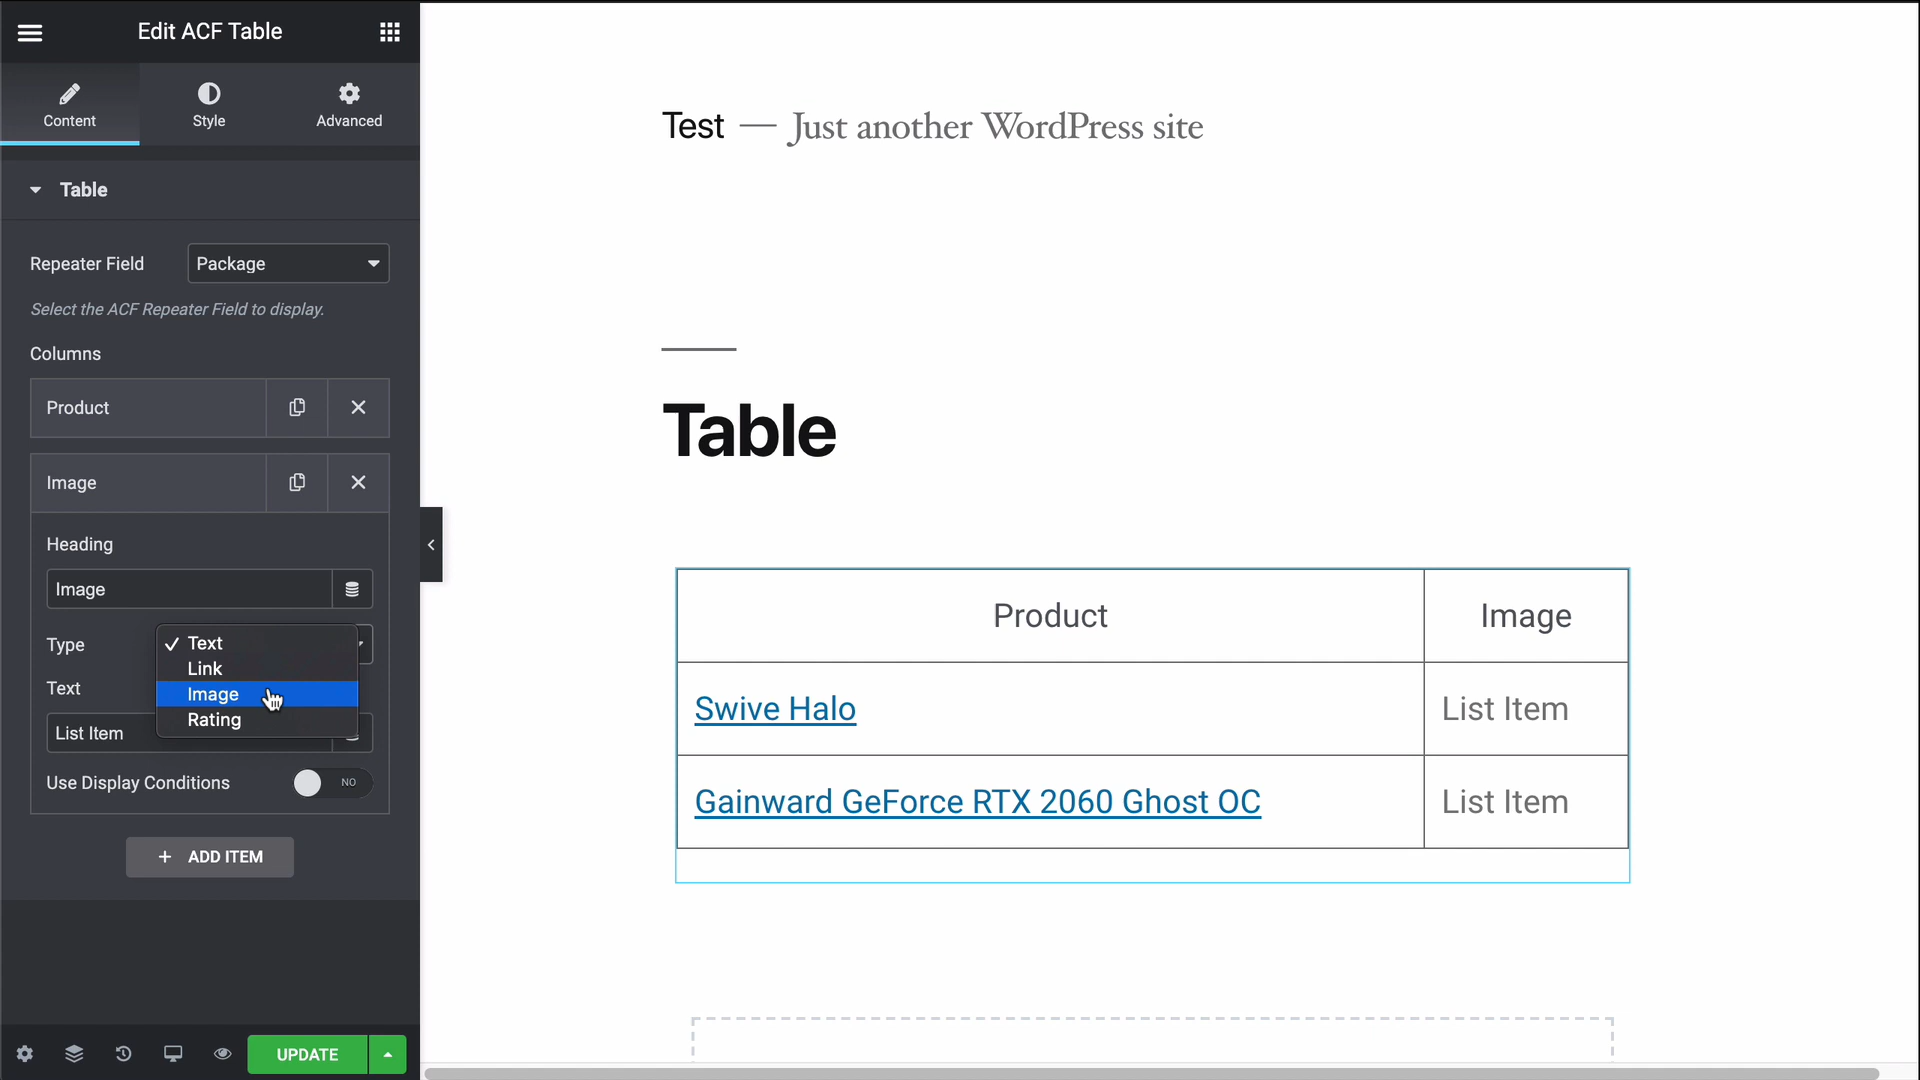 Edit ACF Table
Content
Style
Advanced
Table
Repeater Field
Package
Select the ACF Repeater Field to display.
Columns
Product
Image
Heading
Image
Type
Text
Link
Image
Rating
Text
List Item
Use Display Conditions
NO
+ ADD ITEM
UPDATE
Test — Just another WordPress site
Table
Product Image
Swive Halo List Item
Gainward GeForce RTX 2060 Ghost OC List Item